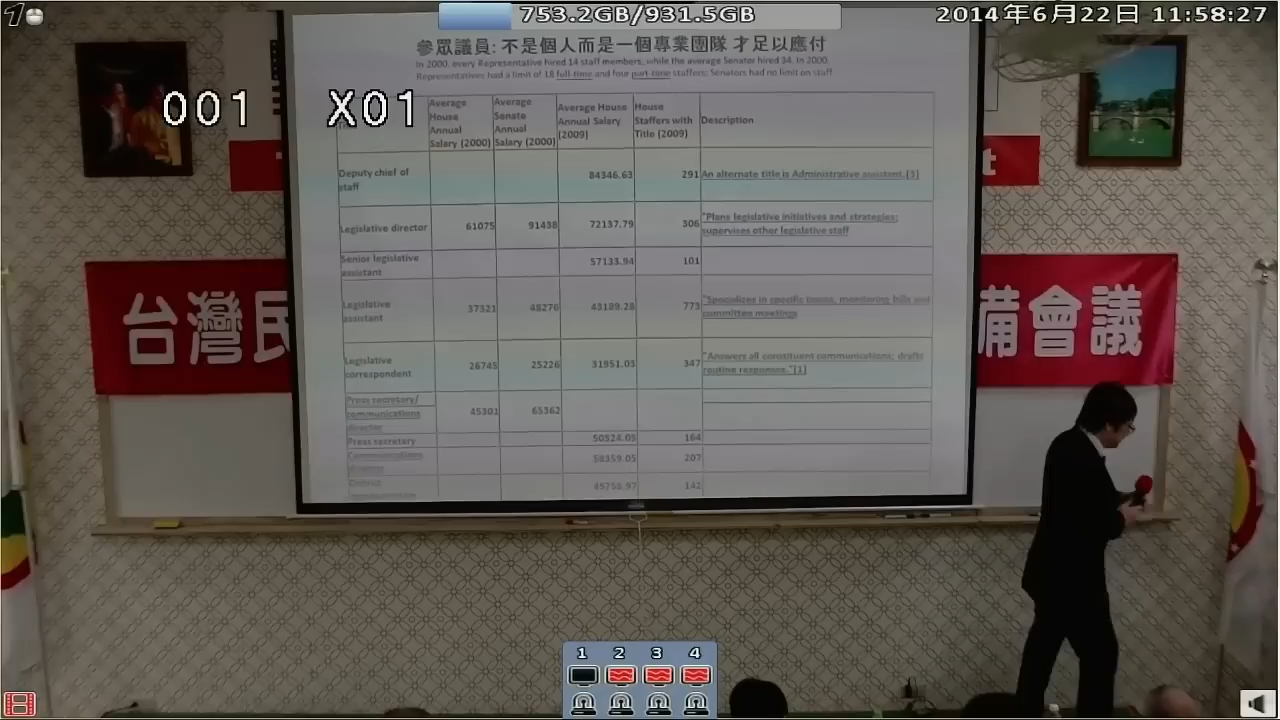 753.2GB/931.5GB
2014年6月22日 11:58:27
001 X01
參眾議員: 不是個人而是一個專業團隊 才足以應付
In 2000, every Representative hired 14 staff members, while the average Senator hired 34. In 2000,
Representatives had a limit of 18 full-time and four part-time staffers; Senators had no limit on staff.
Average House Annual Salary (2000) Average Senate Annual Salary (2000) Average House Annual Salary (2009) House Staffers with Title (2009) Description
Deputy chief of staff 84346.63 291 An alternate title is Administrative assistant.[3]
Legislative director 61075 91438 72137.79 306 "Plans legislative initiatives and strategies; supervises other legislative staff
Senior legislative assistant 57133.94 101
Legislative assistant 37321 48276 43189.28 773 "Specializes in specific issues, monitoring bills and committee meetings
Legislative correspondent 26745 25226 31951.03 347 "Answers all constituent communications; drafts routine responses."[1]
Press secretary/ communications director 45301 65362
Press secretary 50524.05 164
Communications director 58359.05 207
45758.97 142
t
台灣民
備會議
1 2 3 4